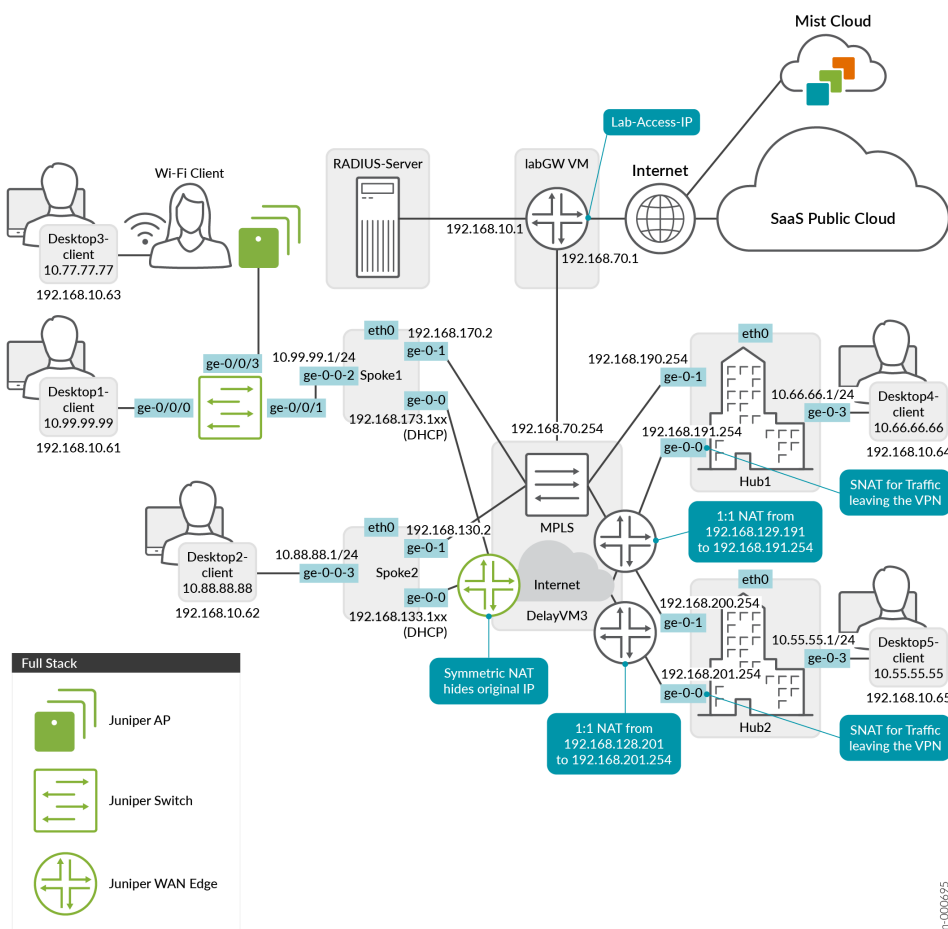 Mist Cloud
Lab-Access-IP
RADIUS-Server
labGW VM
Internet
Wi-Fi Client
SaaS Public Cloud
192.168.10.1
192.168.70.1
Desktop3-
client
10.77.77.77
192.168.10.63
eth0
192.168.170.2
ge-0-1
10.99.99.1/24
ge-0/0/3
ge-0-0-2
Spoke1
Desktop1-
client
10.99.99.99
192.168.10.61
ge-0/0/0
ge-0/0/1
ge-0-0
192.168.173.1xx
(DHCP)
192.168.70.254
192.168.190.254
ge-0-1
eth0
192.168.191.254
ge-0-0
Hub1
10.66.66.1/24
ge-0-3
Desktop4-
client
10.66.66.66
192.168.10.64
SNAT for Traffic
leaving the VPN
1:1 NAT from
192.168.129.191
to 192.168.191.254
MPLS
Internet
DelayVM3
Desktop2-
client
10.88.88.88
192.168.10.62
10.88.88.1/24
ge-0-0-3
eth0
192.168.130.2
ge-0-1
Spoke2
ge-0-0
192.168.133.1xx
(DHCP)
Symmetric NAT
hides original IP
1:1 NAT from
192.168.128.201
to 192.168.201.254
eth0
192.168.200.254
ge-0-1
192.168.201.254
ge-0-0
Hub2
10.55.55.1/24
ge-0-3
Desktop5-
client
10.55.55.55
192.168.10.65
SNAT for Traffic
leaving the VPN
Full Stack
Juniper AP
Juniper Switch
Juniper WAN Edge
n-000695